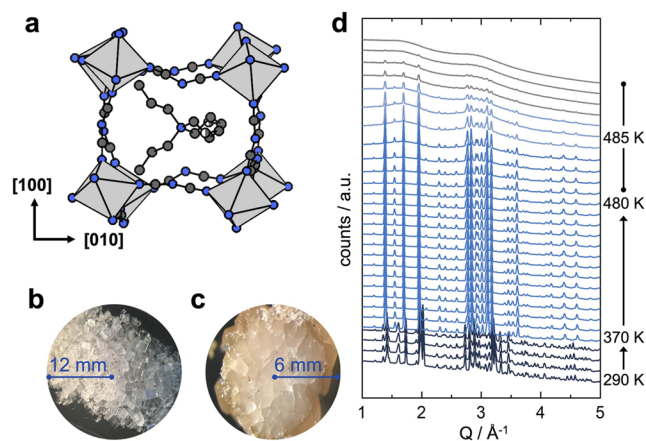 a
[100]
[010]
b
12 mm
c
6 mm
d
counts / a.u.
485 K
480 K
370 K
290 K
1
2
3
4
5
Q / Å⁻¹